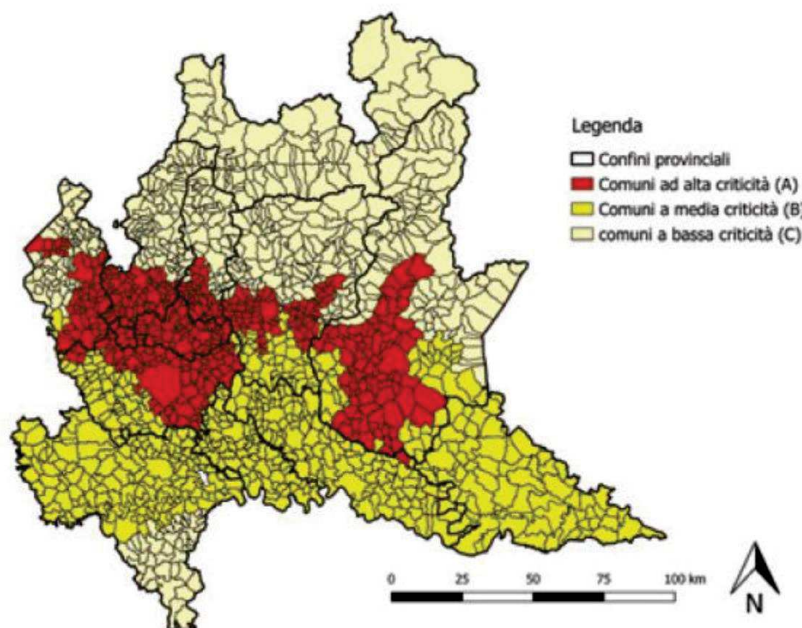 Legenda
Confini provinciali
Comuni ad alta criticità (A)
Comuni a media criticità (B)
comuni a bassa criticità (C)
0 25 50 75 100 km
N